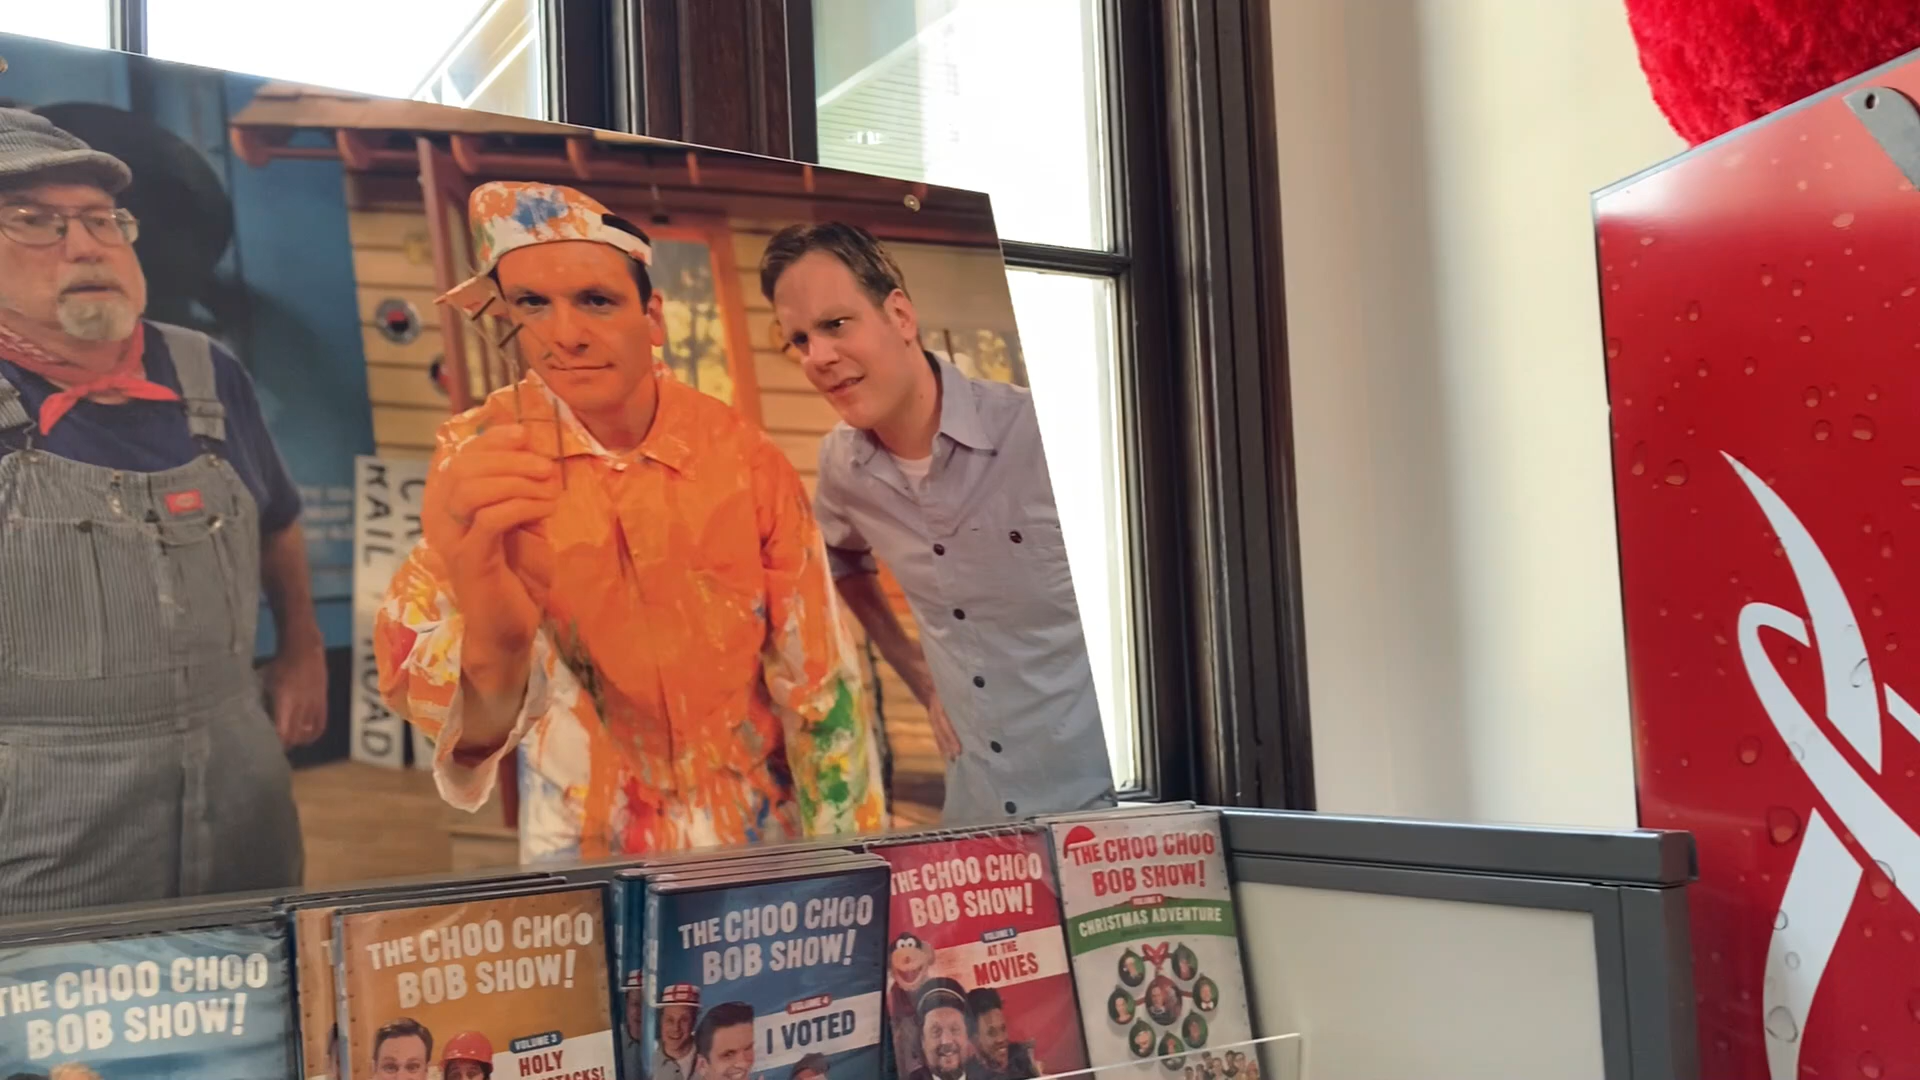 RAIL ROAD
THE CHOO CHOO
BOB SHOW!
THE CHOO CHOO
BOB SHOW!
VOLUME 3
HOLY
THE CHOO CHOO
BOB SHOW!
VOLUME 4
I VOTED
THE CHOO CHOO
BOB SHOW!
VOLUME 5
AT THE
MOVIES
THE CHOO CHOO
BOB SHOW!
CHRISTMAS ADVENTURE